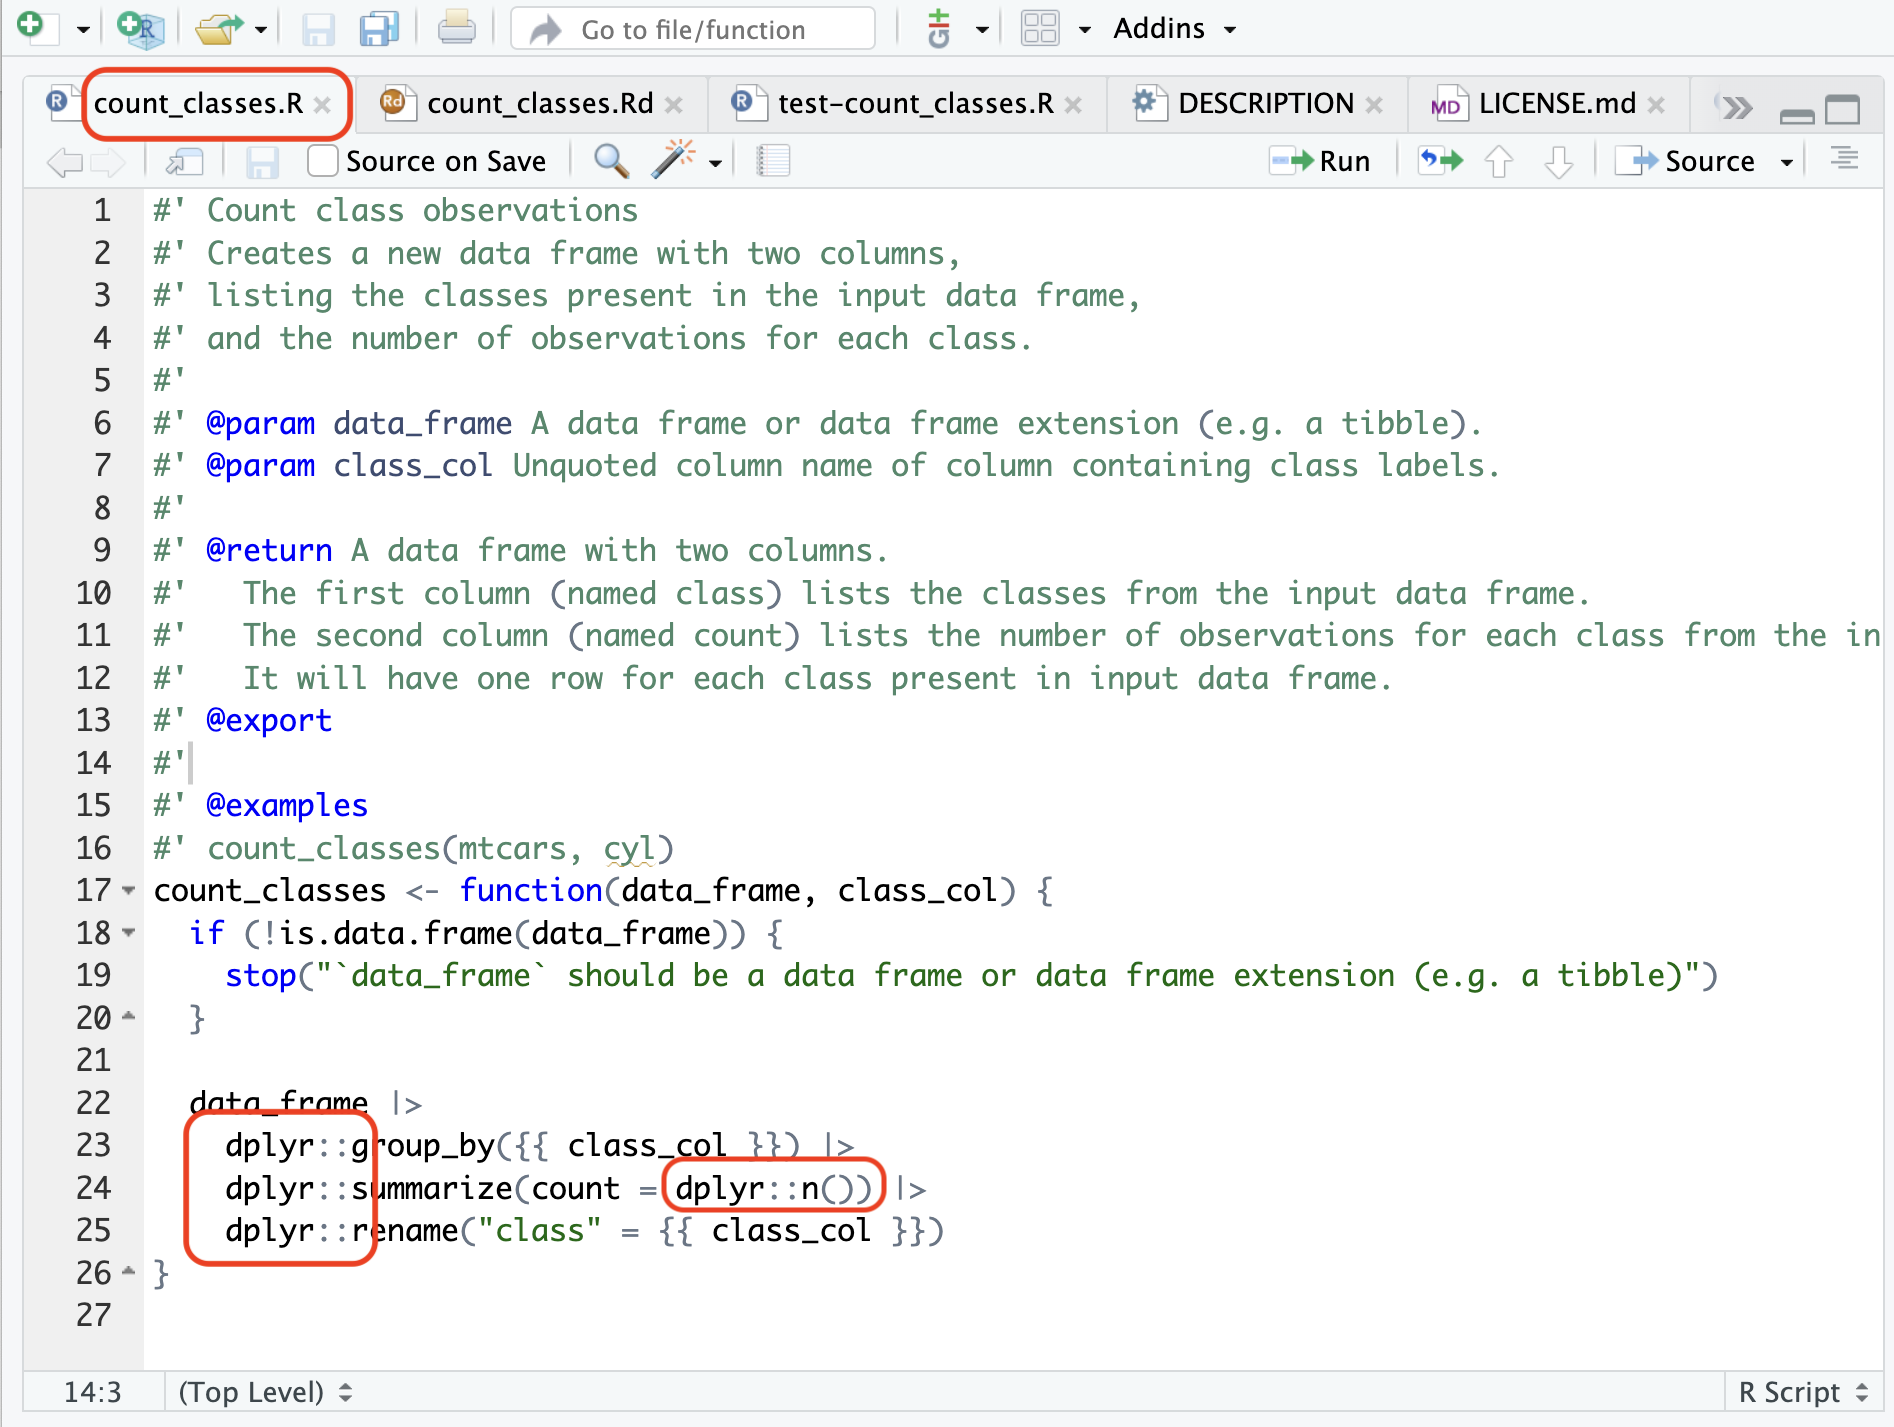 Go to file/function
Git
Addins
count_classes.R
count_classes.Rd
test-count_classes.R
DESCRIPTION
MD LICENSE.md
Source on Save
Run
Source
1 #' Count class observations
2 #' Creates a new data frame with two columns,
3 #' listing the classes present in the input data frame,
4 #' and the number of observations for each class.
5 #'
6 #' @param data_frame A data frame or data frame extension (e.g. a tibble).
7 #' @param class_col Unquoted column name of column containing class labels.
8 #'
9 #' @return A data frame with two columns.
10 #'   The first column (named class) lists the classes from the input data frame.
11 #'   The second column (named count) lists the number of observations for each class from the in
12 #'   It will have one row for each class present in input data frame.
13 #' @export
14 #'
15 #' @examples
16 #' count_classes(mtcars, cyl)
17 count_classes <- function(data_frame, class_col) {
18   if (!is.data.frame(data_frame)) {
19     stop("`data_frame` should be a data frame or data frame extension (e.g. a tibble)")
20   }
21
22   data_frame |>
23     dplyr::group_by({{ class_col }}) |>
24     dplyr::summarize(count = dplyr::n()) |>
25     dplyr::rename("class" = {{ class_col }})
26 }
27
14:3 (Top Level) R Script